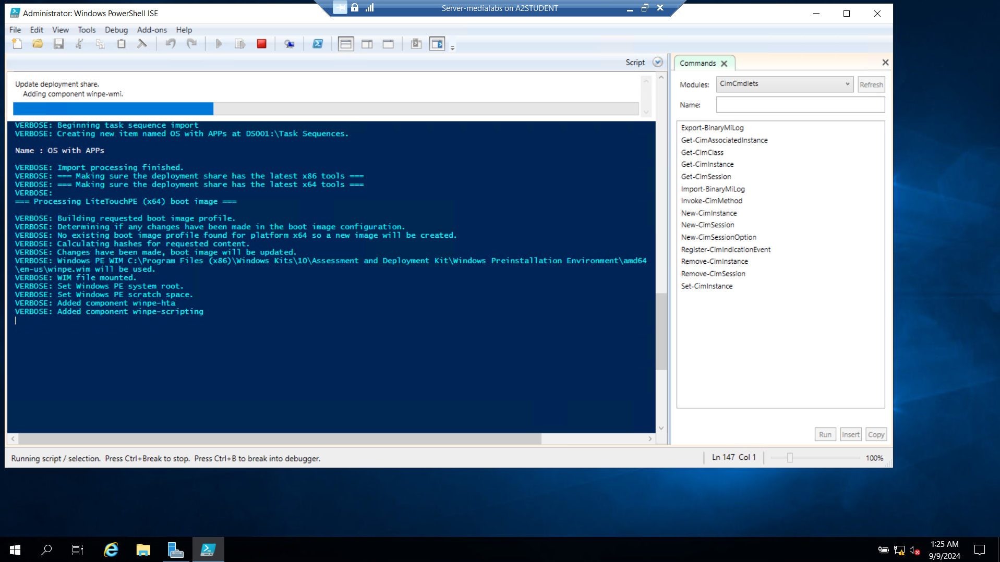 Server-medialabs on A2STUDENT
Administrator: Windows PowerShell ISE
File Edit View Tools Debug Add-ons Help
Script
Update deployment share.
Adding component winpe-wmi.
VERBOSE: Beginning task sequence import
VERBOSE: Creating new item named OS with APPs at DS001:\Task Sequences.
Name : OS with APPs
VERBOSE: Import processing finished.
VERBOSE: === Making sure the deployment share has the latest x86 tools ===
VERBOSE: === Making sure the deployment share has the latest x64 tools ===
VERBOSE:
=== Processing LiteTouchPE (x64) boot image ===
VERBOSE: Building requested boot image profile.
VERBOSE: Determining if any changes have been made in the boot image configuration.
VERBOSE: No existing boot image profile found for platform x64 so a new image will be created.
VERBOSE: Calculating hashes for requested content.
VERBOSE: Changes have been made, boot image will be updated.
VERBOSE: Windows PE WIM C:\Program Files (x86)\Windows Kits\10\Assessment and Deployment Kit\Windows Preinstallation Environment\amd64
\en-us\winpe.wim will be used.
VERBOSE: WIM file mounted.
VERBOSE: Set Windows PE system root.
VERBOSE: Set Windows PE scratch space.
VERBOSE: Added component winpe-hta
VERBOSE: Added component winpe-scripting
Commands
Modules: CimCmdlets Refresh
Name:
Export-BinaryMiLog
Get-CimAssociatedInstance
Get-CimClass
Get-CimInstance
Get-CimSession
Import-BinaryMiLog
Invoke-CimMethod
New-CimInstance
New-CimSession
New-CimSessionOption
Register-CimIndicationEvent
Remove-CimInstance
Remove-CimSession
Set-CimInstance
Run Insert Copy
Running script / selection. Press Ctrl+Break to stop. Press Ctrl+B to break into debugger.
Ln 147 Col 1
100%
1:25 AM
9/9/2024